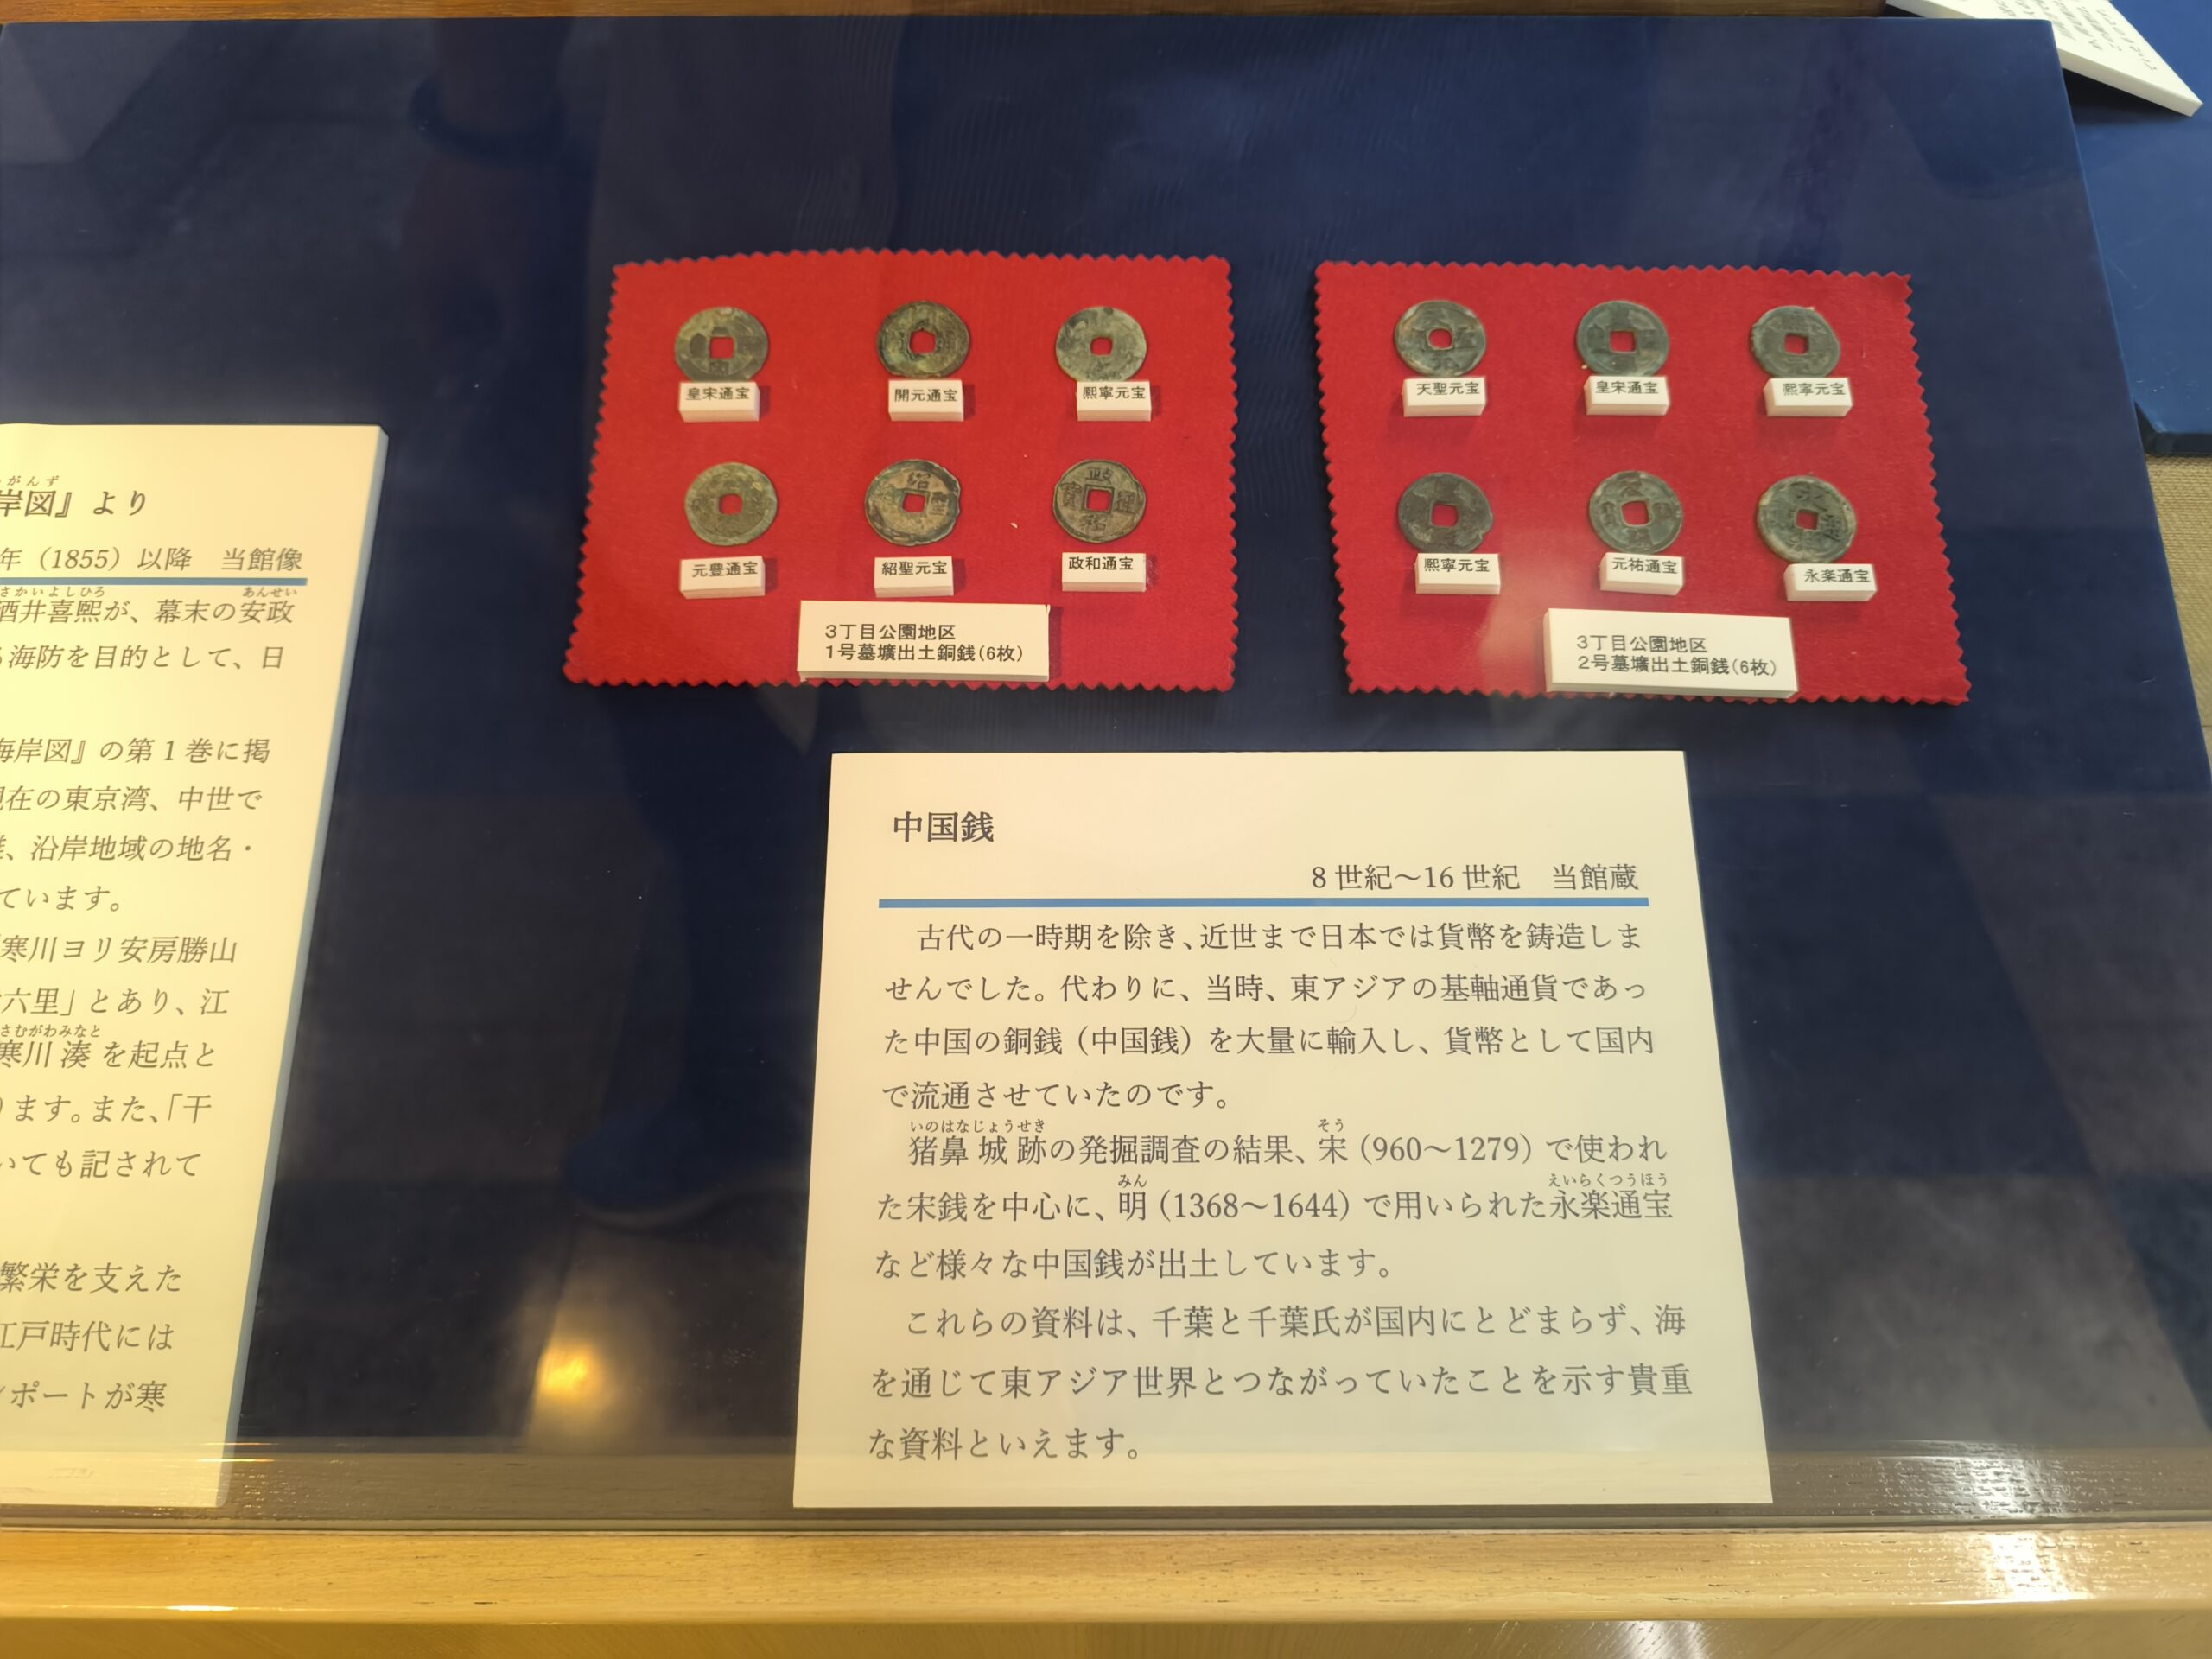 皇宋通宝
開元通宝
熙寧元宝
元豊通宝
紹聖元宝
政和通宝
3丁目公園地区
1号墓壙出土銅銭(6枚)
天聖元宝
皇宋通宝
熙寧元宝
熙寧元宝
元祐通宝
永楽通宝
3丁目公園地区
2号墓壙出土銅銭(6枚)
がんず
岸図』より
年（1855）以降　当館像
さかいよしひろ　あんせい
酒井喜熙が、幕末の安政
海防を目的として、日
海岸図』の第1巻に掲
現在の東京湾、中世で
、沿岸地域の地名・
ています。
寒川ヨリ安房勝山
六里」とあり、江
さむがわみなと
寒川湊を起点と
ます。また、「干
いても記されて
繁栄を支えた
江戸時代には
ポートが寒
中国銭
8世紀～16世紀　当館蔵
古代の一時期を除き、近世まで日本では貨幣を鋳造しま
せんでした。代わりに、当時、東アジアの基軸通貨であっ
た中国の銅銭（中国銭）を大量に輸入し、貨幣として国内
で流通させていたのです。
いのはなじょうせき　そう
猪鼻城跡の発掘調査の結果、宋（960～1279）で使われ
みん　えいらくつうほう
た宋銭を中心に、明（1368～1644）で用いられた永楽通宝
など様々な中国銭が出土しています。
これらの資料は、千葉と千葉氏が国内にとどまらず、海
を通じて東アジア世界とつながっていたことを示す貴重
な資料といえます。